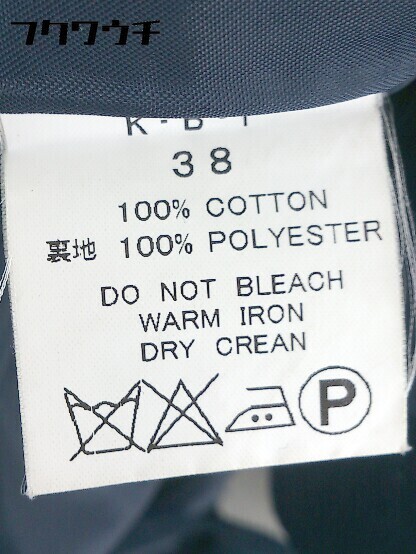 フクワウチ
38
100% COTTON
裏地 100% POLYESTER
DO NOT BLEACH
WARM IRON
DRY CREAN
P